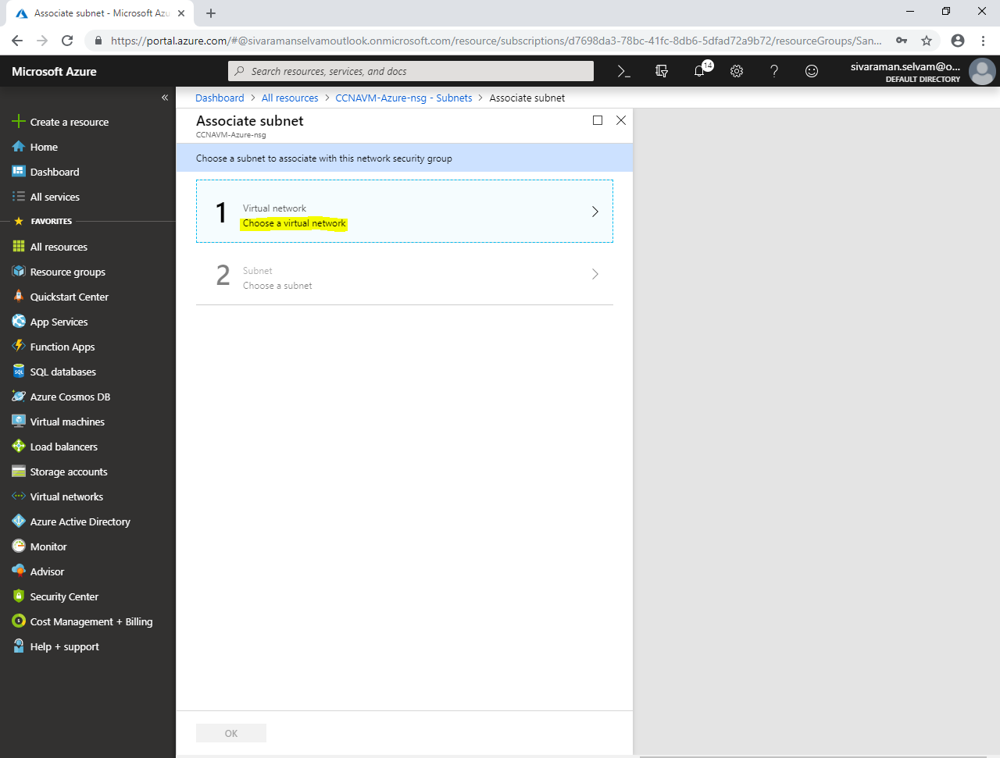 Associate subnet - Microsoft Azu
https://portal.azure.com/#@sivaramanselvamoutlook.onmicrosoft.com/resource/subscriptions/d7698da3-78bc-41fc-8db6-5dfad72a9b72/resourceGroups/San...
Microsoft Azure
Search resources, services, and docs
14
sivaraman.selvam@o...
DEFAULT DIRECTORY
Dashboard > All resources > CCNAVM-Azure-nsg - Subnets > Associate subnet
Create a resource
Home
Dashboard
All services
FAVORITES
All resources
Resource groups
Quickstart Center
App Services
Function Apps
SQL databases
Azure Cosmos DB
Virtual machines
Load balancers
Storage accounts
Virtual networks
Azure Active Directory
Monitor
Advisor
Security Center
Cost Management + Billing
Help + support
Associate subnet
CCNAVM-Azure-nsg
Choose a subnet to associate with this network security group
1
Virtual network
Choose a virtual network
2
Subnet
Choose a subnet
OK